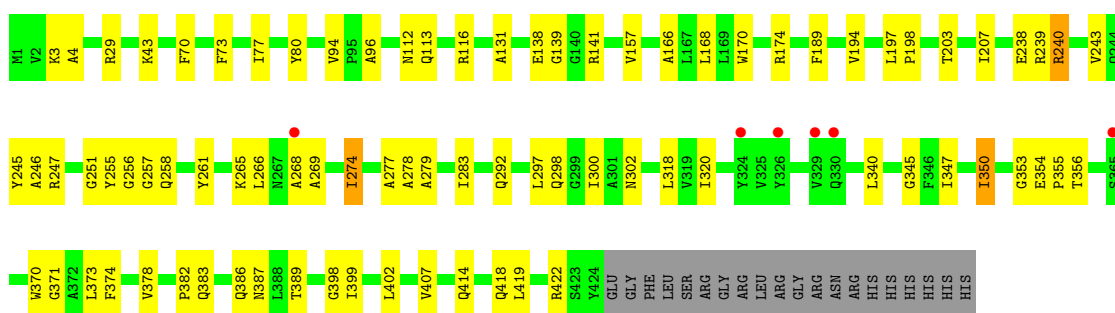 M1 V2 K3 A4 R29 K43 F70 F73 I77 Y80 V94 P95 A96 N112 Q113 R116 A131 E138 G139 G140 R141 V157 A166 L167 L168 L169 W170 R174 F189 V194 L197 P198 T203 I207 E238 R239 R240 V243
Y245 A246 R247 G251 Y255 G256 G257 Q258 Y261 K265 L266 N267 A268 A269 I274 A277 A278 A279 I283 Q292 L297 Q298 G299 I300 A301 N302 L318 V319 I320 Y324 V325 Y326 V329 Q330 L340 G345 F346 I347 I350 G353 E354 P355 T356 S365
W370 G371 A372 L373 F374 V378 P382 Q383 Q386 N387 L388 T389 G398 I399 L402 V407 Q414 Q418 L419 R422 S423 Y424 GLU GLY PHE LEU SER ARG GLY ARG LEU ARG GLY ARG ASN ARG HIS HIS HIS HIS HIS HIS